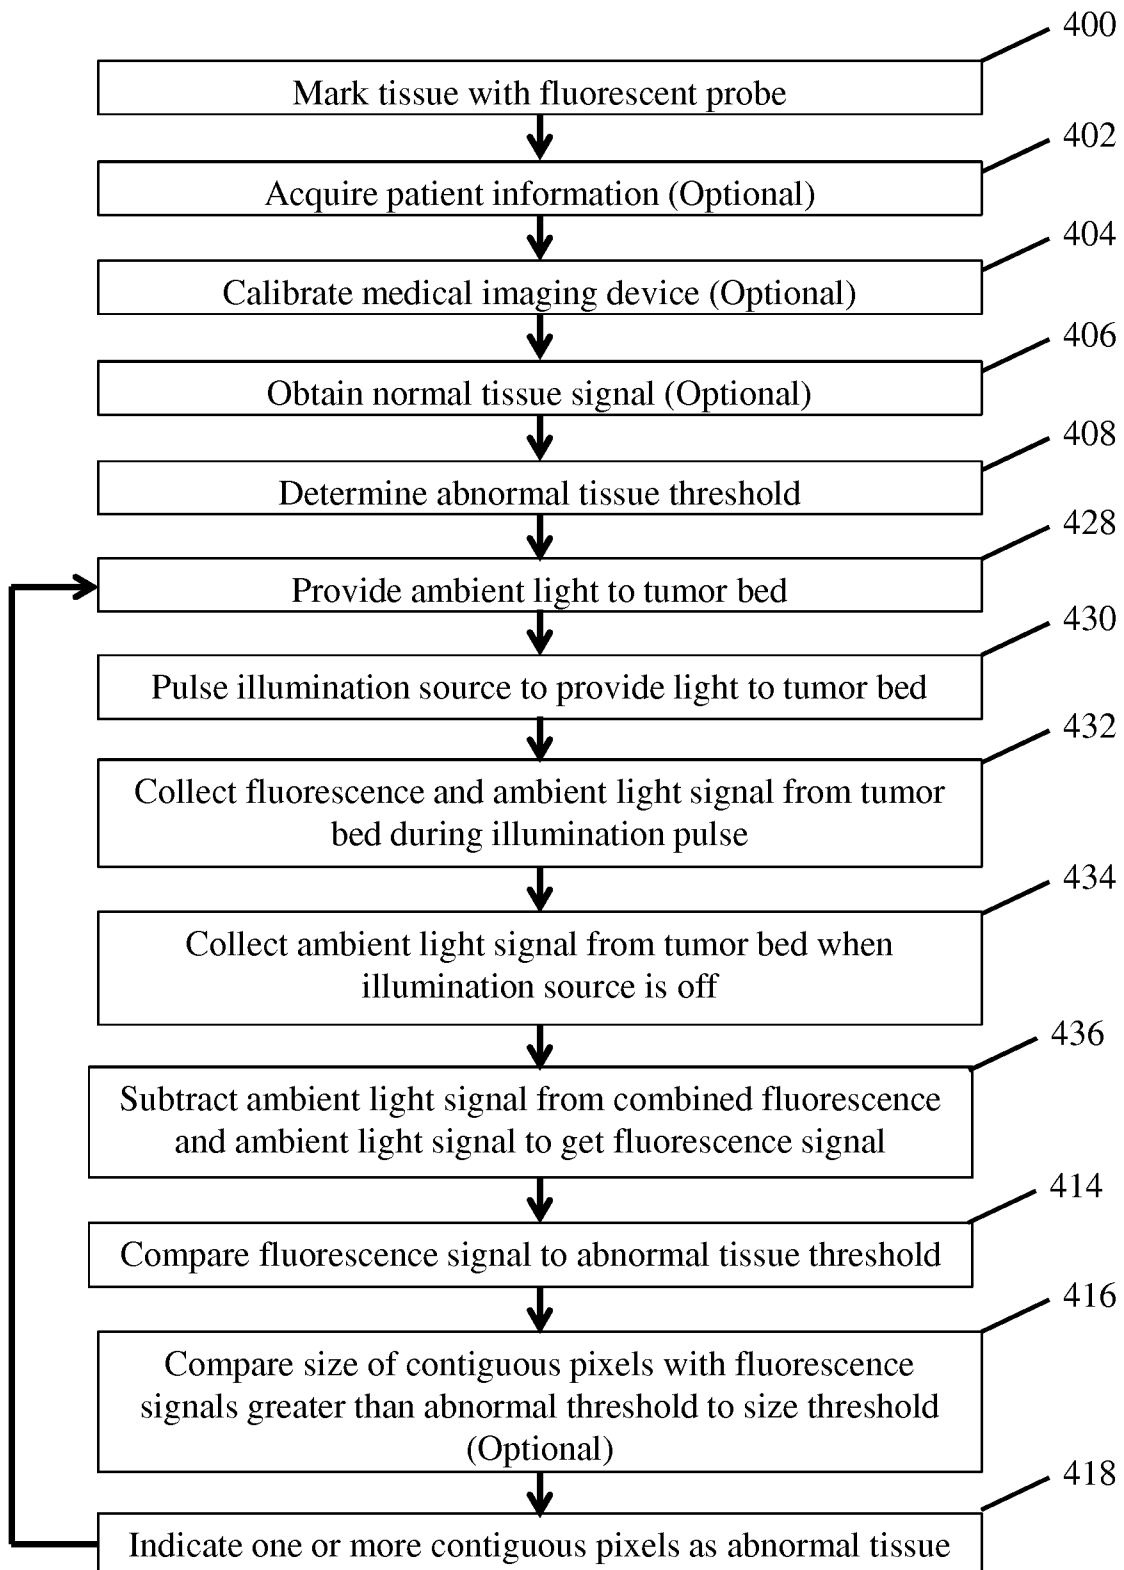 400
Mark tissue with fluorescent probe
402
Acquire patient information (Optional)
404
Calibrate medical imaging device (Optional)
406
Obtain normal tissue signal (Optional)
408
Determine abnormal tissue threshold
428
Provide ambient light to tumor bed
430
Pulse illumination source to provide light to tumor bed
432
Collect fluorescence and ambient light signal from tumor
bed during illumination pulse
434
Collect ambient light signal from tumor bed when
illumination source is off
436
Subtract ambient light signal from combined fluorescence
and ambient light signal to get fluorescence signal
414
Compare fluorescence signal to abnormal tissue threshold
416
Compare size of contiguous pixels with fluorescence
signals greater than abnormal threshold to size threshold
(Optional)
418
Indicate one or more contiguous pixels as abnormal tissue